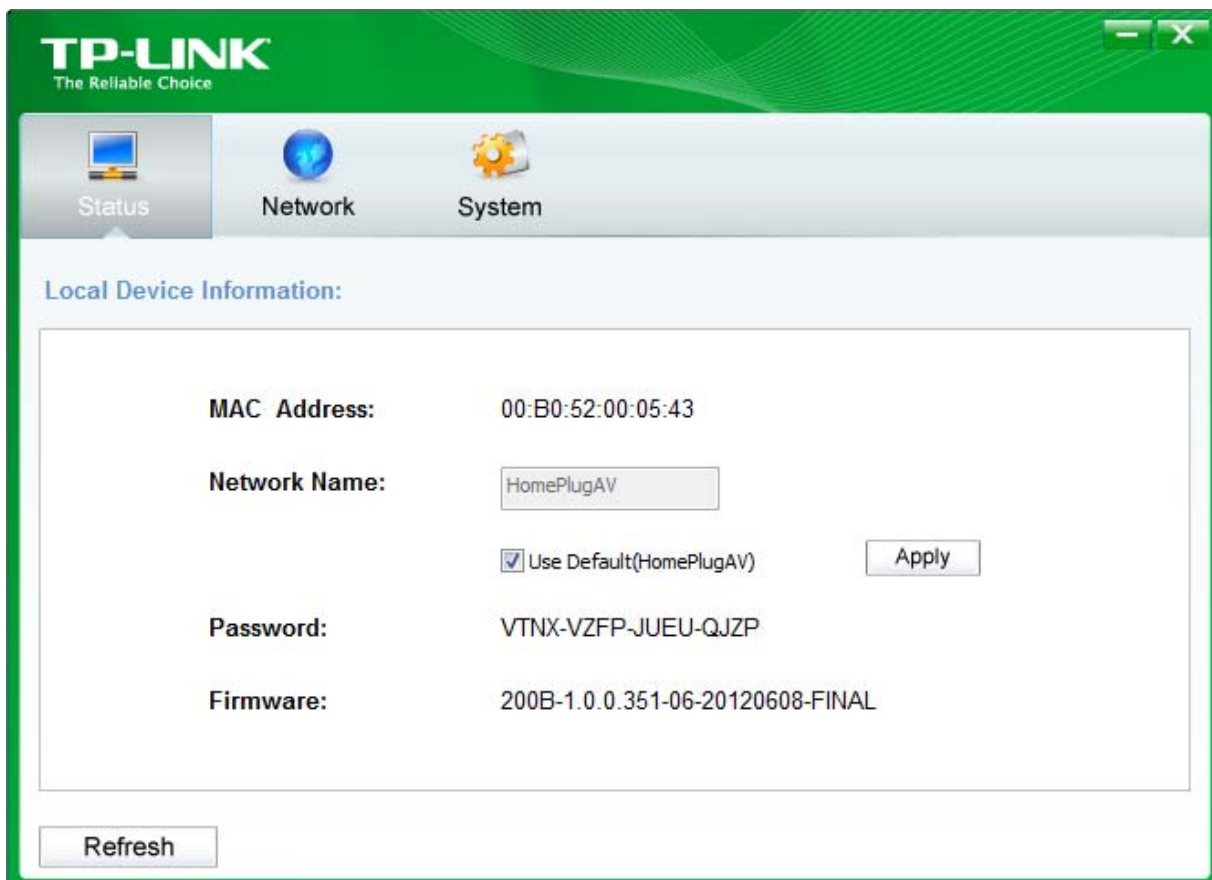 TP-LINK
The Reliable Choice
Status
Network
System
Local Device Information:
MAC Address: 00:B0:52:00:05:43
Network Name: HomePlugAV
Use Default(HomePlugAV) Apply
Password: VTNX-VZFP-JUEU-QJZP
Firmware: 200B-1.0.0.351-06-20120608-FINAL
Refresh